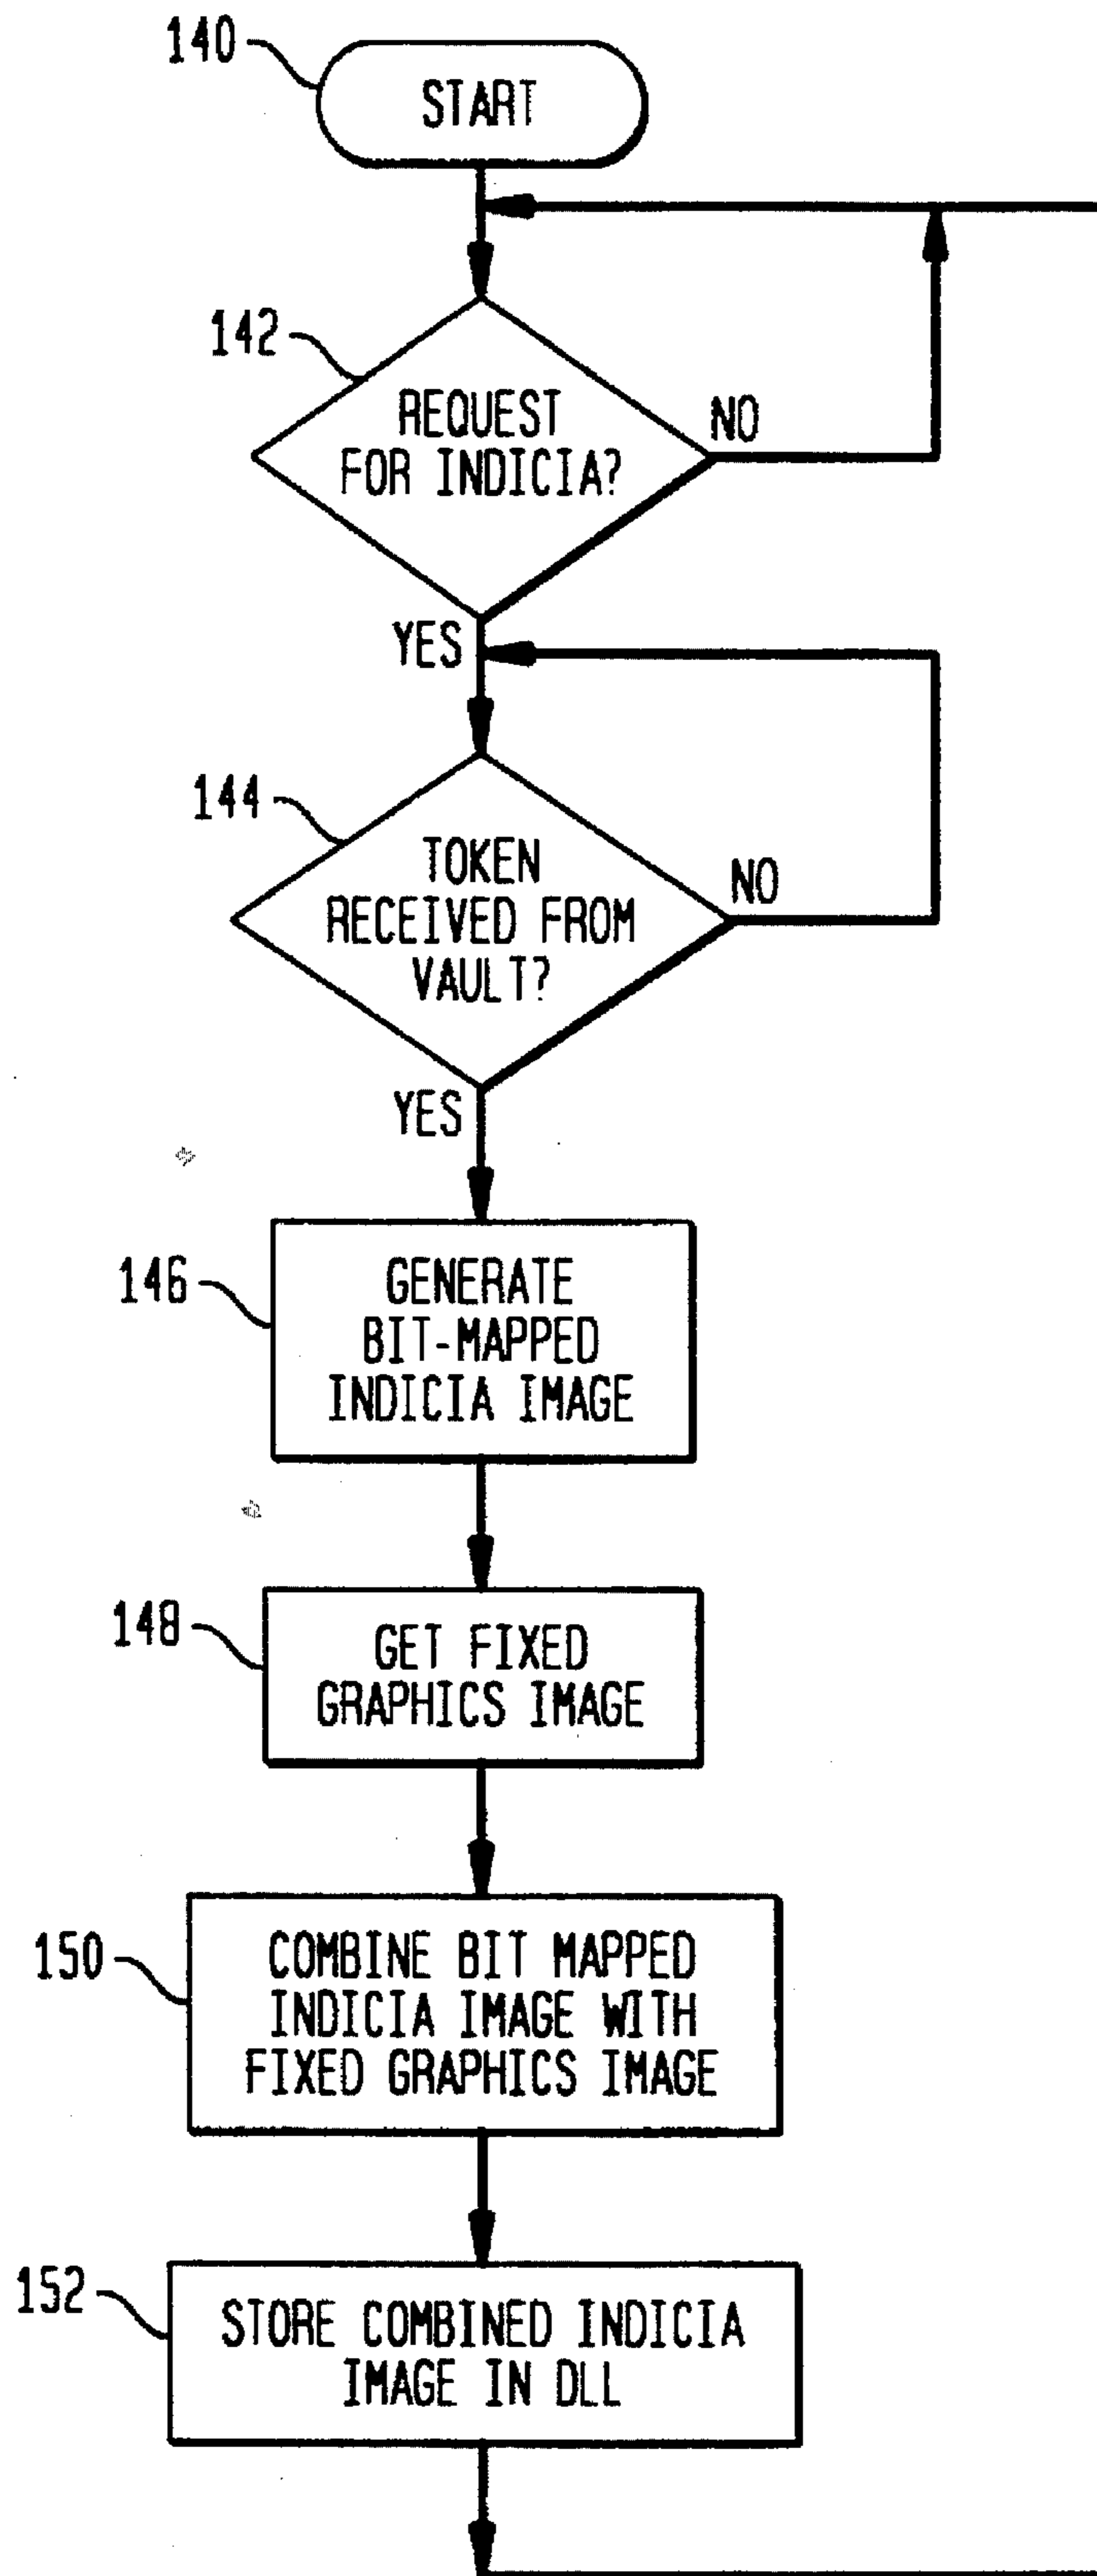 140
START
142
REQUEST
FOR INDICIA?
NO
YES
144
TOKEN
RECEIVED FROM
VAULT?
NO
YES
146
GENERATE
BIT-MAPPED
INDICIA IMAGE
148
GET FIXED
GRAPHICS IMAGE
150
COMBINE BIT MAPPED
INDICIA IMAGE WITH
FIXED GRAPHICS IMAGE
152
STORE COMBINED INDICIA
IMAGE IN DLL